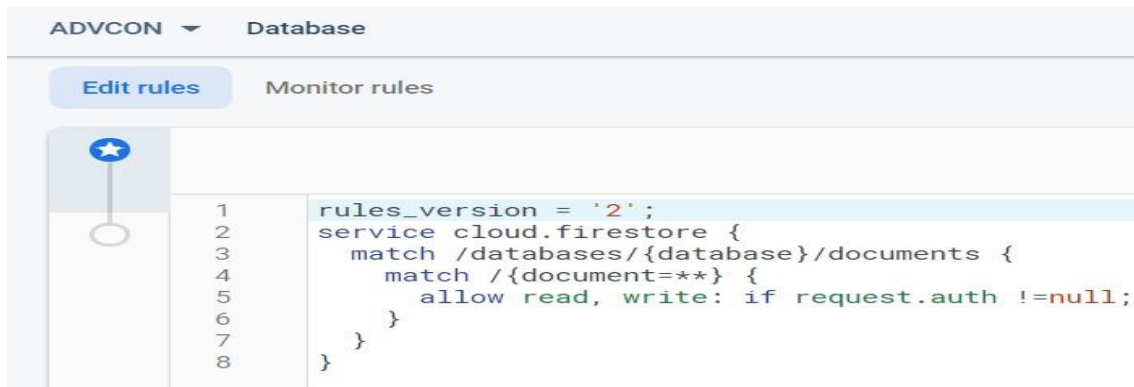 ADVCON Database
Edit rules Monitor rules
1 rules_version = '2';
2 service cloud.firestore {
3 match /databases/{database}/documents {
4 match /{document=**} {
5 allow read, write: if request.auth !=null;
6 }
7 }
8 }